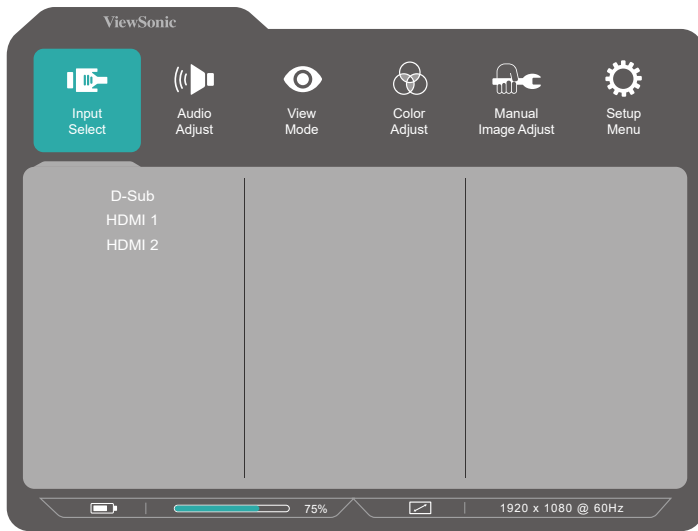 ViewSonic
Input
Select
Audio
Adjust
View
Mode
Color
Adjust
Manual
Image Adjust
Setup
Menu
D-Sub
HDMI 1
HDMI 2
75%
1920 x 1080 @ 60Hz